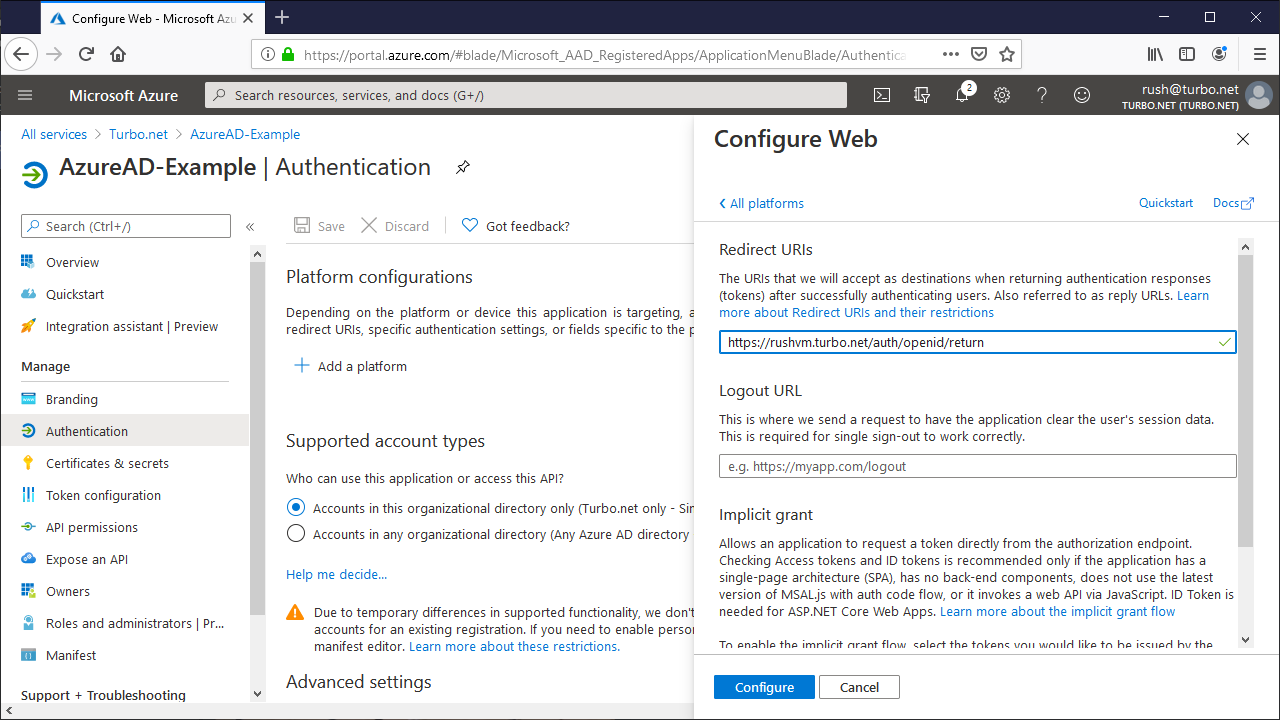 Configure Web - Microsoft Azu
https://portal.azure.com/#blade/Microsoft_AAD_RegisteredApps/ApplicationMenuBlade/Authentica
Microsoft Azure
Search resources, services, and docs (G+/)
2
rush@turbo.net
TURBO.NET (TURBO.NET)
All services > Turbo.net > AzureAD-Example
AzureAD-Example | Authentication
Search (Ctrl+/)
Overview
Quickstart
Integration assistant | Preview
Manage
Branding
Authentication
Certificates & secrets
Token configuration
API permissions
Expose an API
Owners
Roles and administrators | Pr...
Manifest
Support + Troubleshooting
Save
Discard
Got feedback?
Platform configurations
Depending on the platform or device this application is targeting, a
redirect URIs, specific authentication settings, or fields specific to the p
Add a platform
Supported account types
Who can use this application or access this API?
Accounts in this organizational directory only (Turbo.net only - Sin
Accounts in any organizational directory (Any Azure AD directory
Help me decide...
Due to temporary differences in supported functionality, we don't
accounts for an existing registration. If you need to enable person
manifest editor. Learn more about these restrictions.
Advanced settings
Configure Web
All platforms
Quickstart
Docs
Redirect URIs
The URIs that we will accept as destinations when returning authentication responses
(tokens) after successfully authenticating users. Also referred to as reply URLs. Learn
more about Redirect URIs and their restrictions
https://rushvm.turbo.net/auth/openid/return
Logout URL
This is where we send a request to have the application clear the user's session data.
This is required for single sign-out to work correctly.
e.g. https://myapp.com/logout
Implicit grant
Allows an application to request a token directly from the authorization endpoint.
Checking Access tokens and ID tokens is recommended only if the application has a
single-page architecture (SPA), has no back-end components, does not use the latest
version of MSAL.js with auth code flow, or it invokes a web API via JavaScript. ID Token is
needed for ASP.NET Core Web Apps. Learn more about the implicit grant flow
To enable the implicit grant flow, select the tokens you would like to be issued by the
Configure
Cancel